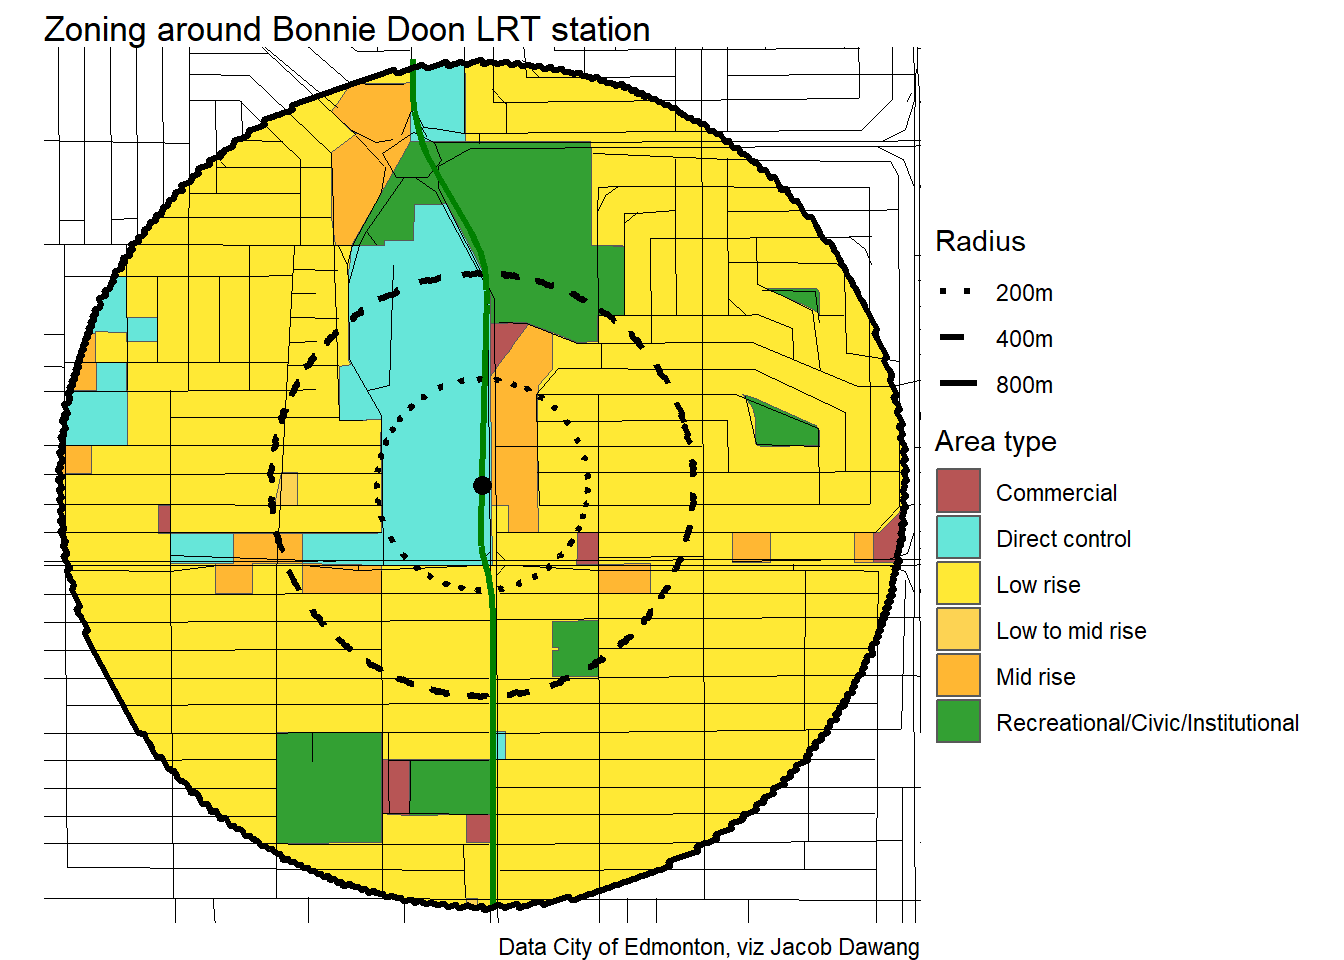 Zoning around Bonnie Doon LRT station
Radius
200m
400m
800m
Area type
Commercial
Direct control
Low rise
Low to mid rise
Mid rise
Recreational/Civic/Institutional
Data City of Edmonton, viz Jacob Dawang